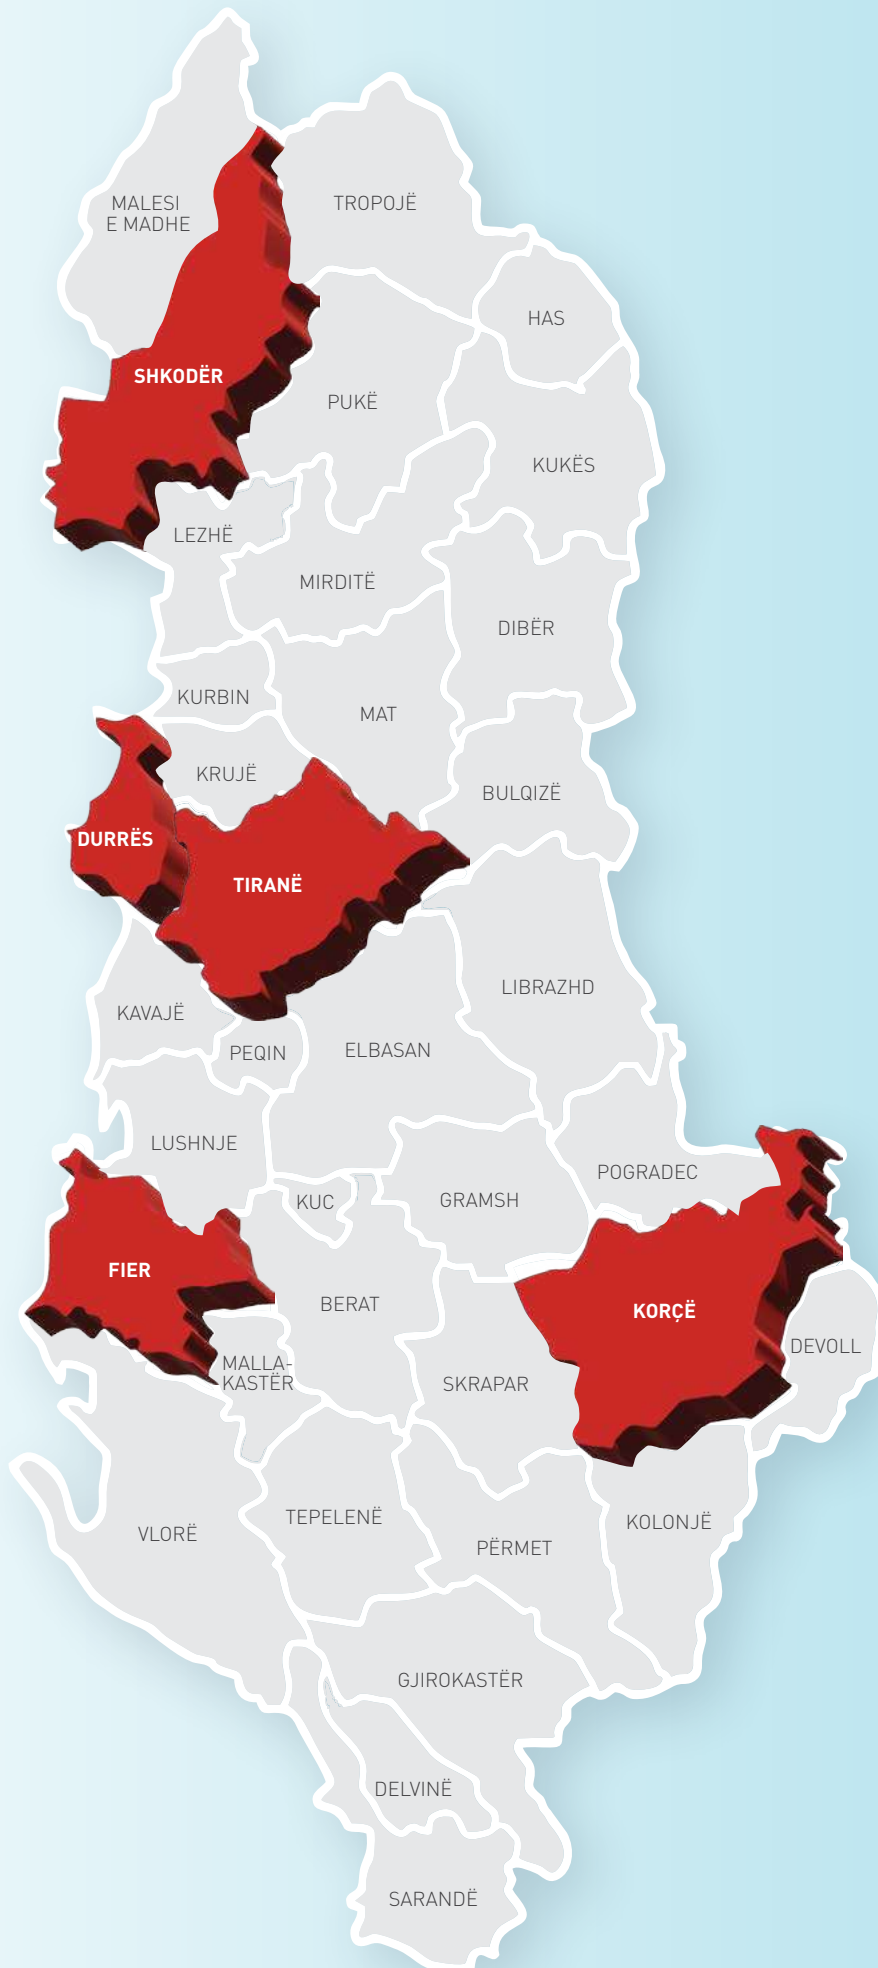 MALESI
E MADHE
TROPOJË
HAS
SHKODËR
PUKË
KUKËS
LEZHË
MIRDITË
DIBËR
KURBIN
MAT
KRUJË
BULQIZË
DURRËS
TIRANË
LIBRAZHD
KAVAJË
PEQIN
ELBASAN
LUSHNJE
POGRADEC
KUC
GRAMSH
FIER
BERAT
KORÇË
DEVOLL
MALLA-
KASTËR
SKRAPAR
TEPELENË
KOLONJË
VLORË
PËRMET
GJIROKASTËR
DELVINË
SARANDË